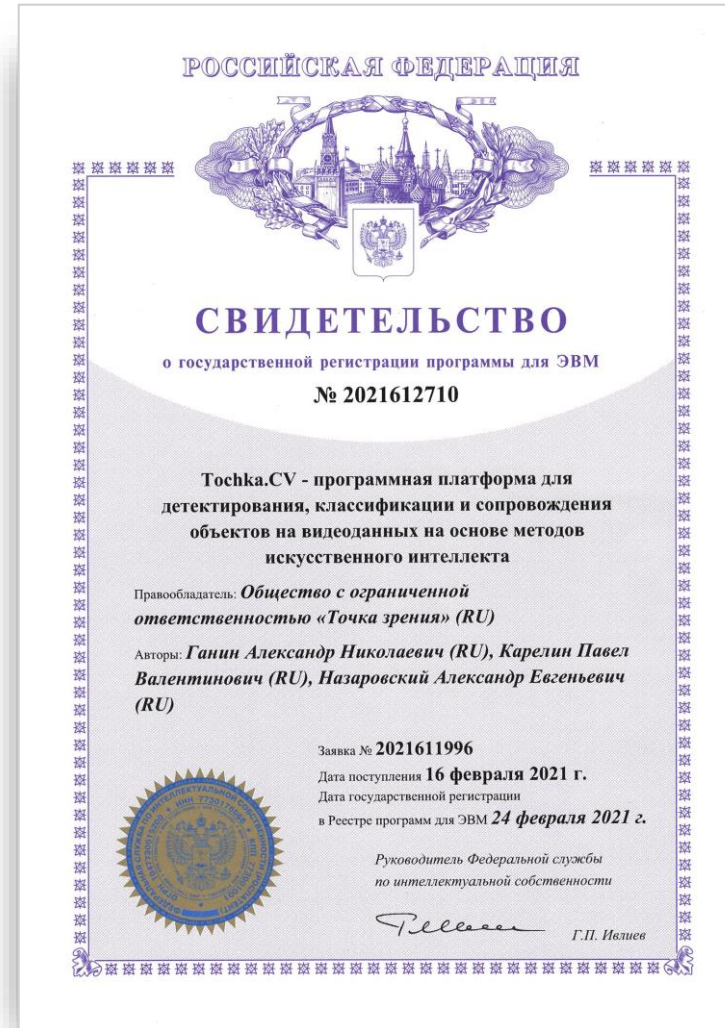 РОССИЙСКАЯ ФЕДЕРАЦИЯ
СВИДЕТЕЛЬСТВО
о государственной регистрации программы для ЭВМ
№ 2021612710
Tochka.CV - программная платформа для
детектирования, классификации и сопровождения
объектов на видеоданных на основе методов
искусственного интеллекта
Правообладатель: Общество с ограниченной
ответственностью «Точка зрения» (RU)
Авторы: Ганин Александр Николаевич (RU), Карелин Павел
Валентинович (RU), Назаровский Александр Евгеньевич
(RU)
Заявка № 2021611996
Дата поступления 16 февраля 2021 г.
Дата государственной регистрации
в Реестре программ для ЭВМ 24 февраля 2021 г.
Руководитель Федеральной службы
по интеллектуальной собственности
Г.П. Ивлиев